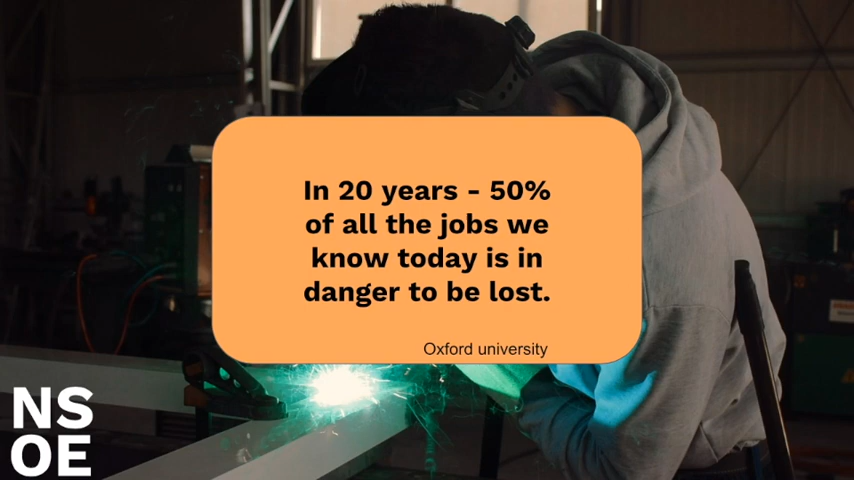 In 20 years - 50%
of all the jobs we
know today is in
danger to be lost.
Oxford university
NS
OE